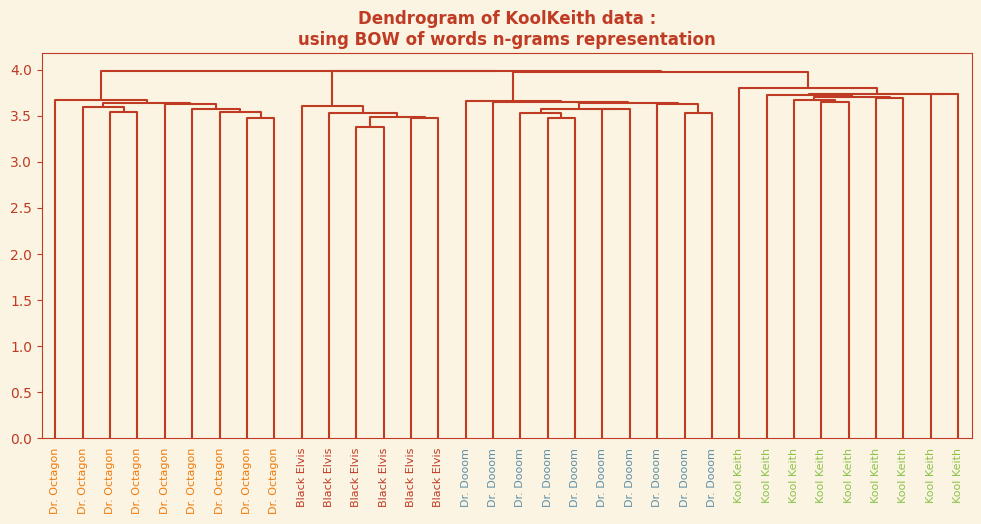 Dendrogram of KoolKeith data :
using BOW of words n-grams representation
4.0
3.5
3.0
2.5
2.0
1.5
1.0
0.5
0.0
Dr. Octagon
Dr. Octagon
Dr. Octagon
Dr. Octagon
Dr. Octagon
Dr. Octagon
Dr. Octagon
Dr. Octagon
Dr. Octagon
Black Elvis
Black Elvis
Black Elvis
Black Elvis
Black Elvis
Black Elvis
Dr. Dooom
Dr. Dooom
Dr. Dooom
Dr. Dooom
Dr. Dooom
Dr. Dooom
Dr. Dooom
Dr. Dooom
Dr. Dooom
Dr. Dooom
Kool Keith
Kool Keith
Kool Keith
Kool Keith
Kool Keith
Kool Keith
Kool Keith
Kool Keith
Kool Keith